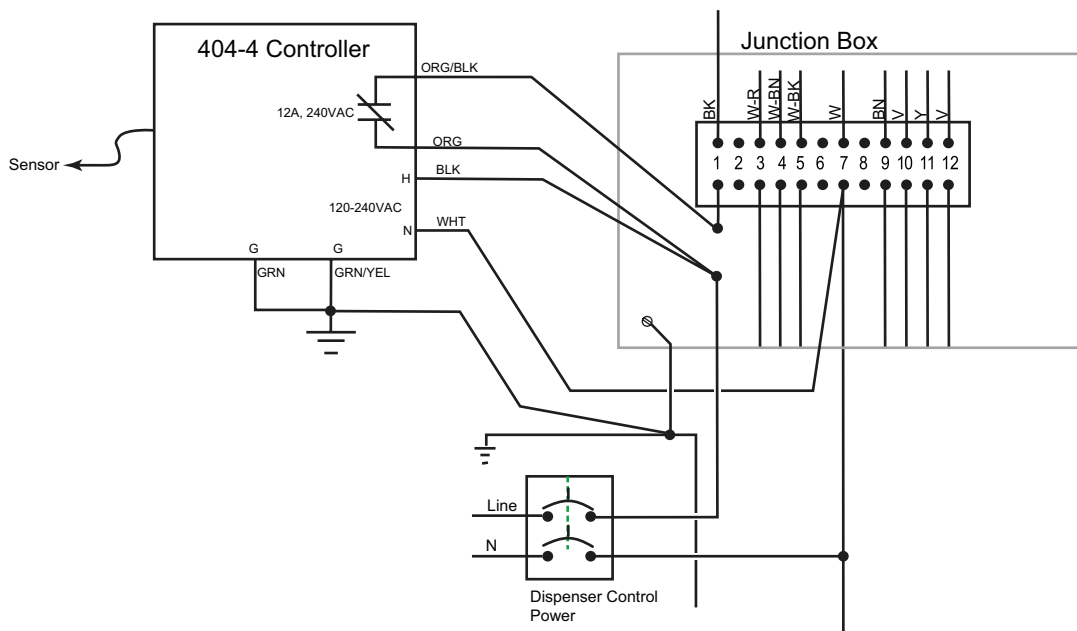 404-4 Controller
Junction Box
ORG/BLK
12A, 240VAC
ORG
BLK
H
120-240VAC
N
WHT
Sensor
G
G
GRN
GRN/YEL
BK
W-R
W-BN
W-BK
W
BN
V
Y
V
1
2
3
4
5
6
7
8
9
10
11
12
Line
N
Dispenser Control
Power